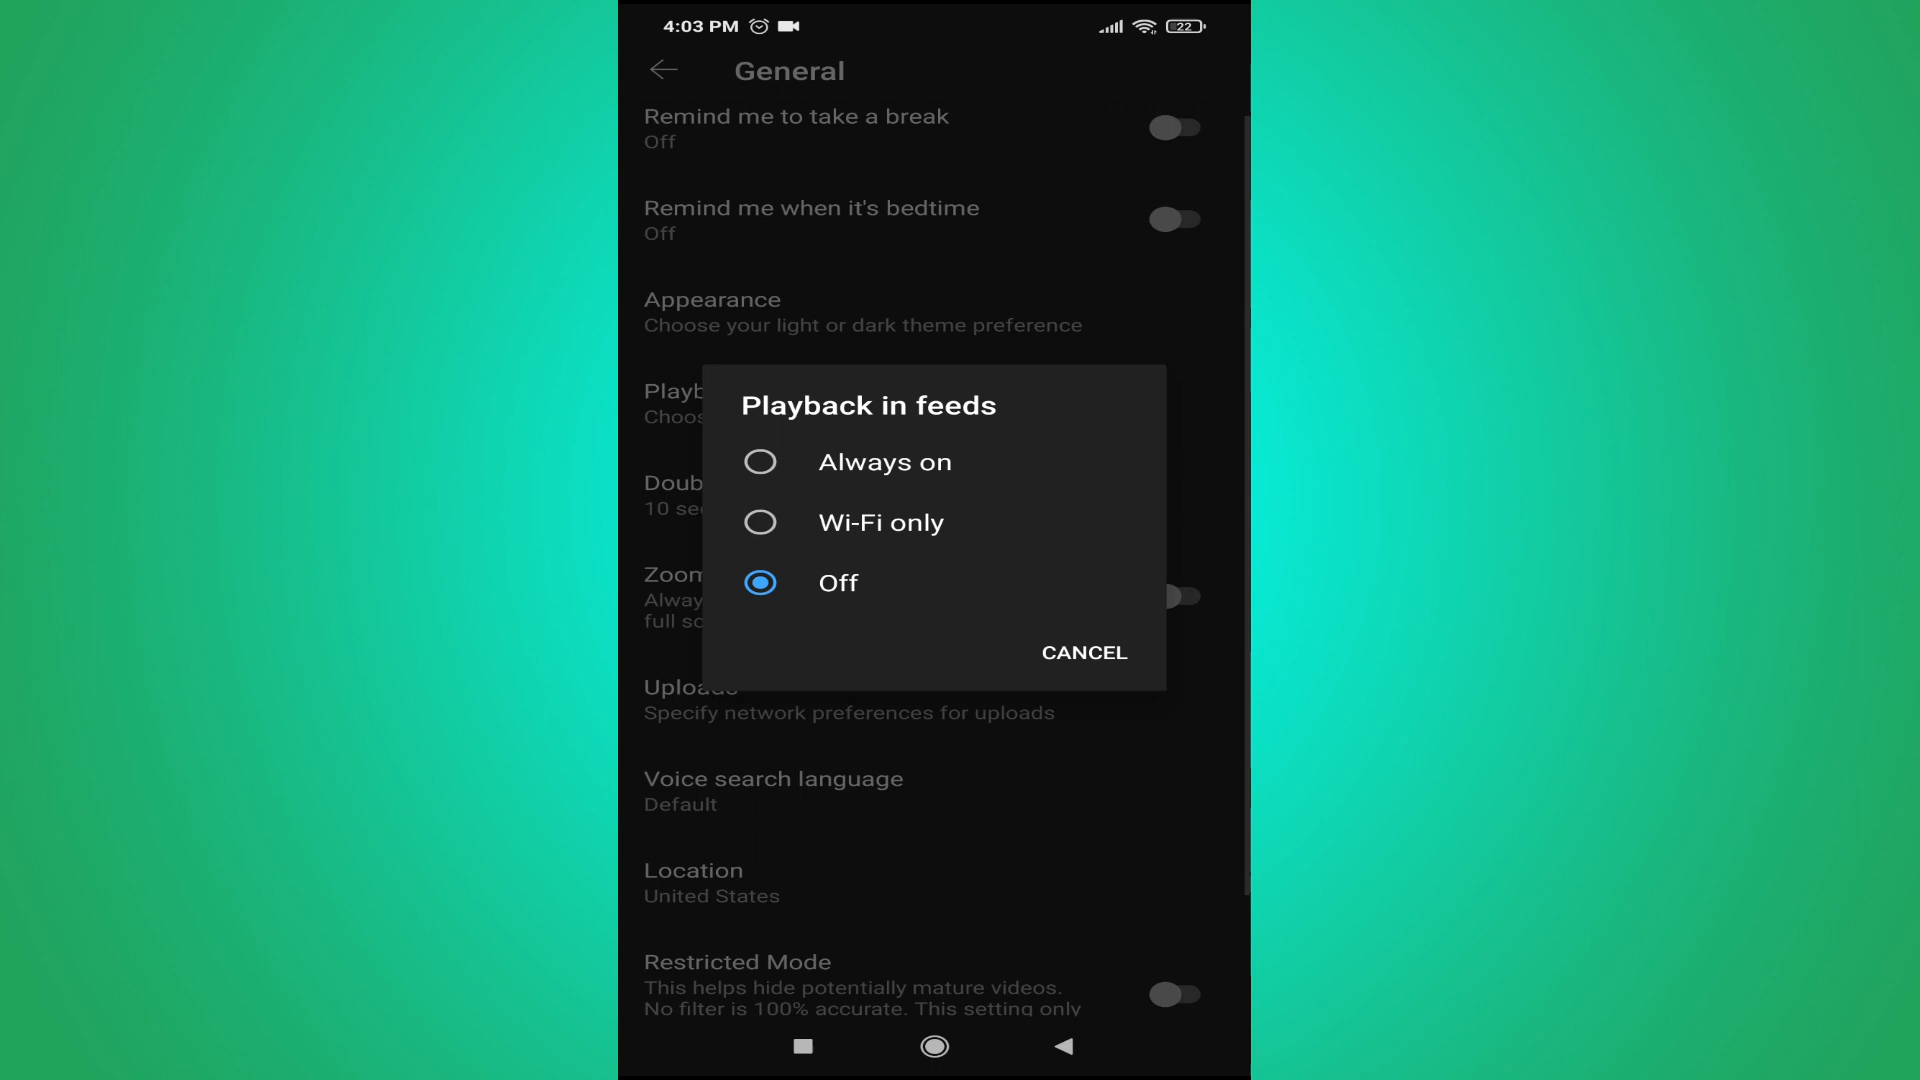 4:03 PM
22
General
Remind me to take a break
Off
Remind me when it's bedtime
Off
Appearance
Choose your light or dark theme preference
Playb
Choos
Playback in feeds
Always on
Doub
10 se
Wi-Fi only
Zoom
Off
Alway
full sc
CANCEL
Uploads
Specify network preferences for uploads
Voice search language
Default
Location
United States
Restricted Mode
This helps hide potentially mature videos.
No filter is 100% accurate. This setting only